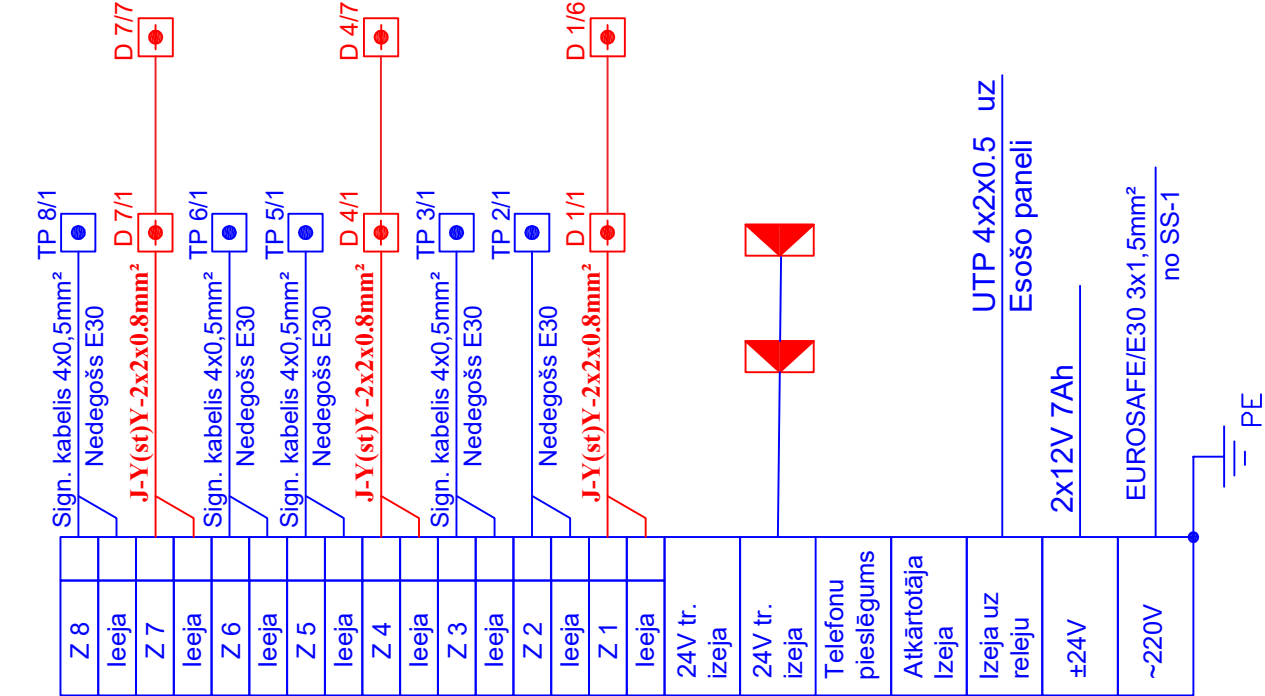 D 7/7
D 4/7
D 1/6
TP 8/1
D 7/1
TP 6/1
TP 5/1
D 4/1
TP 3/1
TP 2/1
D 1/1
Sign. kabelis 4x0,5mm²
Nedegošs E30
J-Y(st)Y-2x2x0.8mm²
Sign. kabelis 4x0,5mm²
Nedegošs E30
Sign. kabelis 4x0,5mm²
Nedegošs E30
J-Y(st)Y-2x2x0.8mm²
Sign. kabelis 4x0,5mm²
Nedegošs E30
Nedegošs E30
J-Y(st)Y-2x2x0.8mm²
UTP 4x2x0.5 uz
Esošo paneli
2x12V 7Ah
EUROSAFE/E30 3x1,5mm²
no SS-1
PE
Z 8
Ieeja
Z 7
Ieeja
Z 6
Ieeja
Z 5
Ieeja
Z 4
Ieeja
Z 3
Ieeja
Z 2
Ieeja
Z 1
Ieeja
24V tr.
izeja
24V tr.
izeja
Telefonu
pieslēgums
Atkārtotāja
Izeja
Izeja uz
releju
±24V
~220V